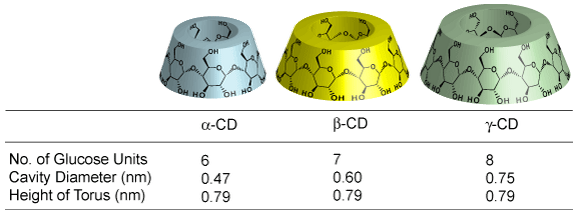 α-CD β-CD γ-CD
No. of Glucose Units 6 7 8
Cavity Diameter (nm) 0.47 0.60 0.75
Height of Torus (nm) 0.79 0.79 0.79